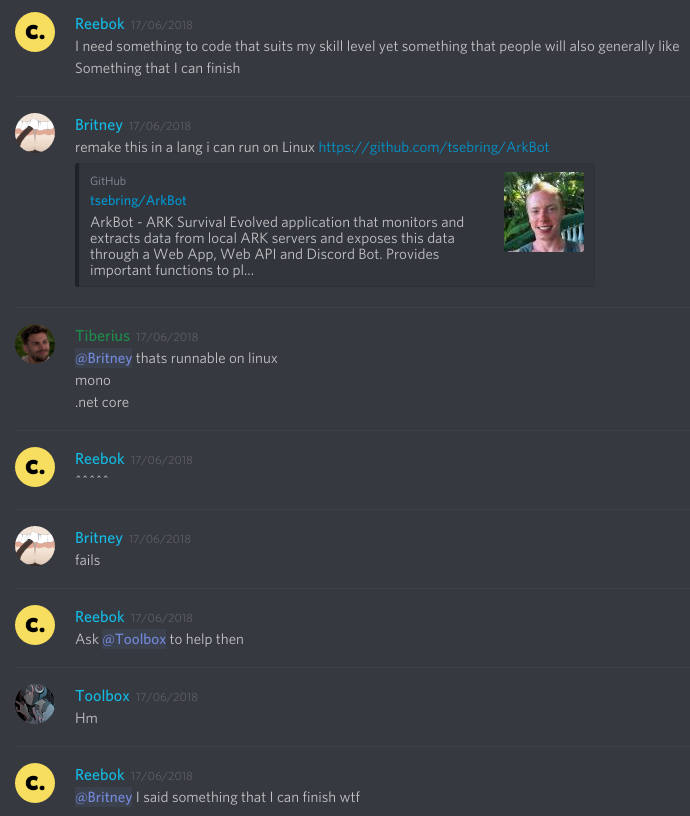 Reebok 17/06/2018
I need something to code that suits my skill level yet something that people will also generally like
Something that I can finish
Britney 17/06/2018
remake this in a lang i can run on Linux https://github.com/tsebring/ArkBot
GitHub
tsebring/ArkBot
ArkBot - ARK Survival Evolved application that monitors and
extracts data from local ARK servers and exposes this data
through a Web App, Web API and Discord Bot. Provides
important functions to pl...
Tiberius 17/06/2018
@Britney thats runnable on linux
mono
.net core
C. Reebok 17/06/2018
^^^^^
Britney 17/06/2018
fails
C. Reebok 17/06/2018
Ask @Toolbox to help then
Toolbox 17/06/2018
Hm
C. Reebok 17/06/2018
@Britney I said something that I can finish wtf